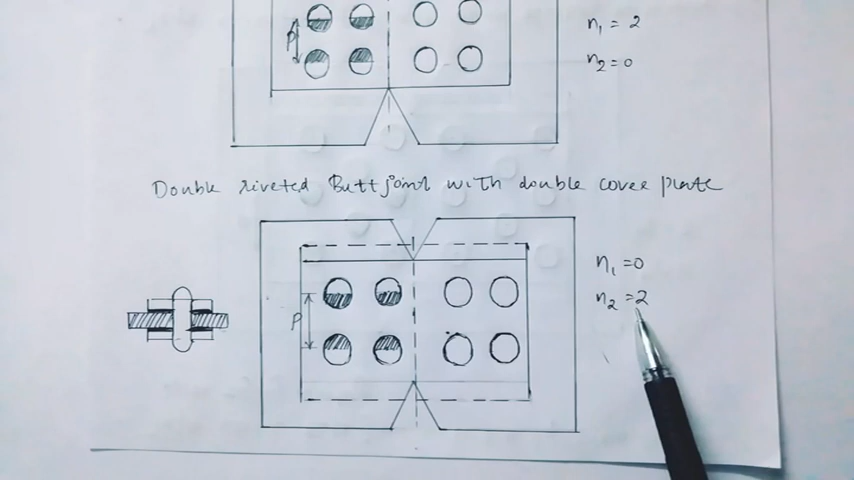 P
n₁ = 2
n₂ = 0
Double riveted Butt joint with double cover plate
P
n₁ = 0
n₂ = 2